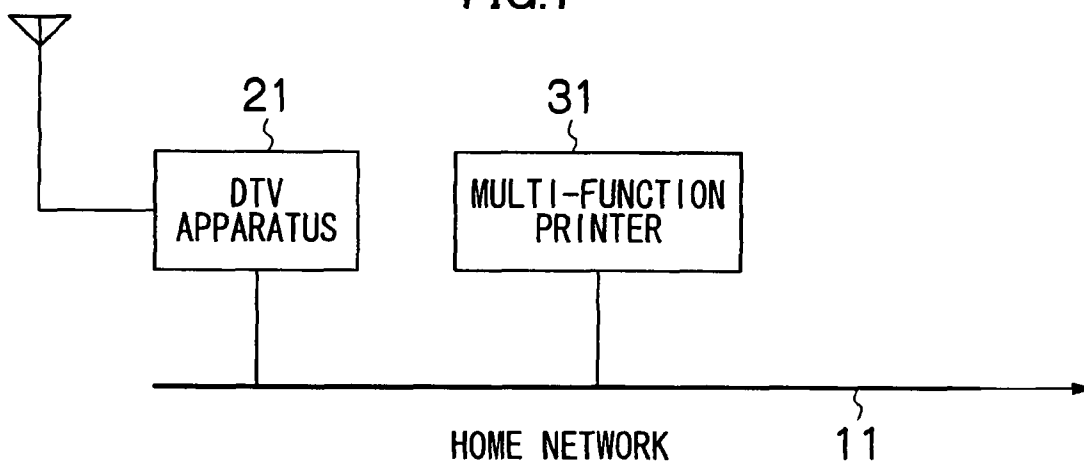 21
31
DTV
APPARATUS
MULTI-FUNCTION
PRINTER
HOME NETWORK
11